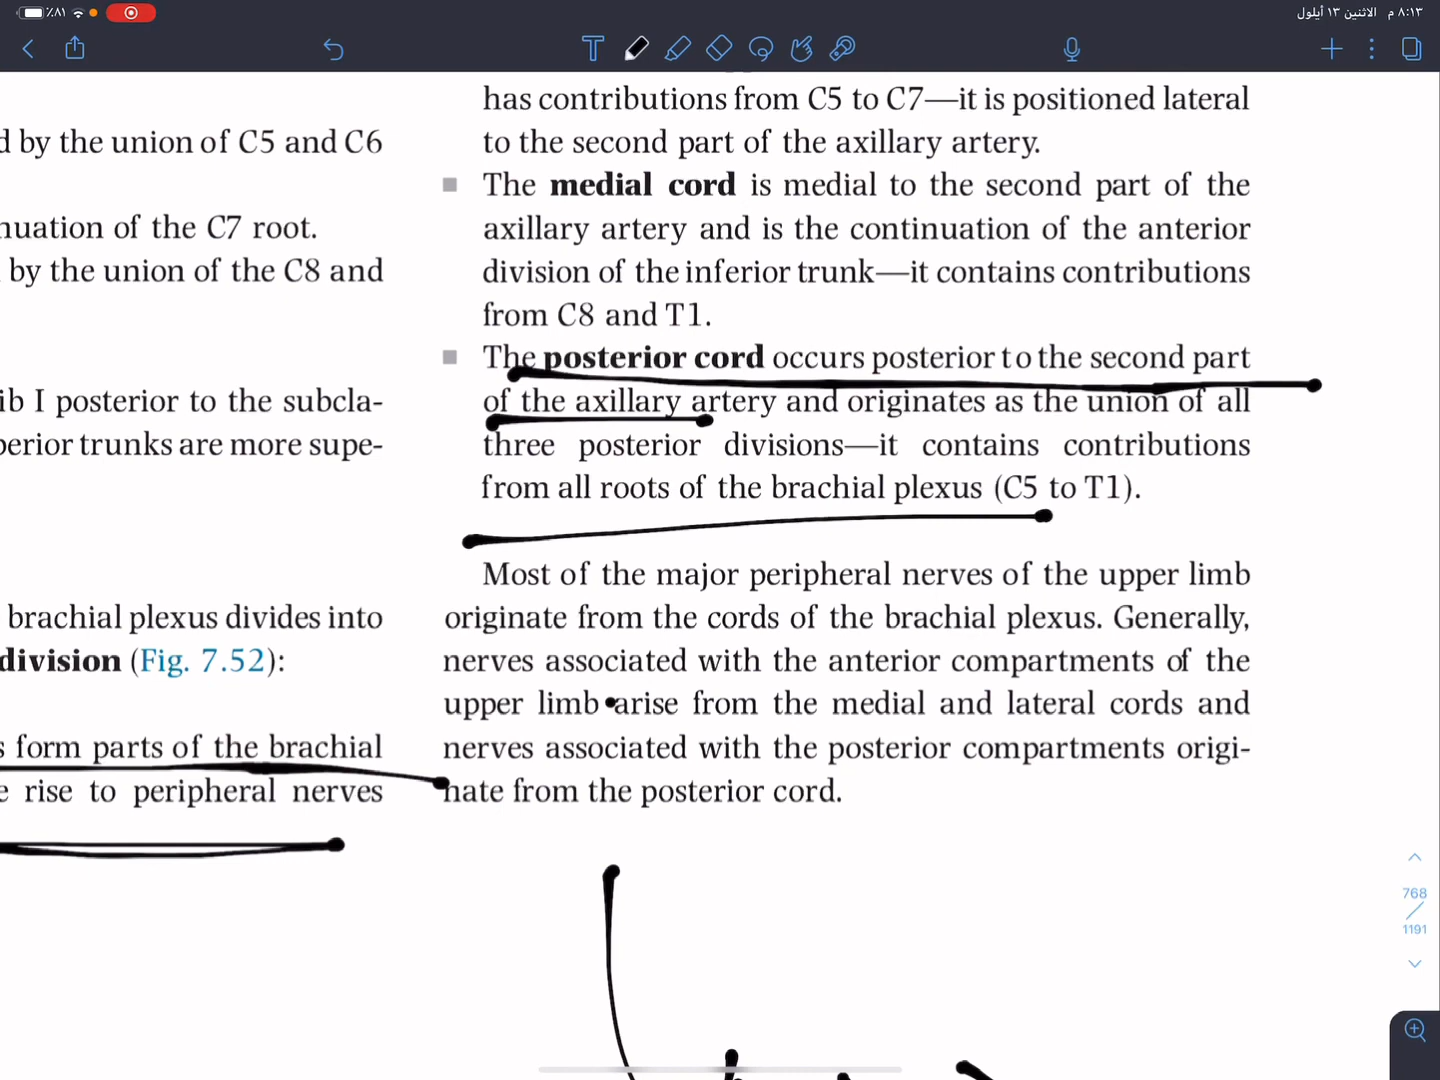 ٪٨١
٨:١٣ م الاثنين ١٣ أيلول
d by the union of C5 and C6
nuation of the C7 root.
by the union of the C8 and
ib I posterior to the subcla-
perior trunks are more supe-
brachial plexus divides into
division (Fig. 7.52):
s form parts of the brachial
e rise to peripheral nerves
has contributions from C5 to C7—it is positioned lateral
to the second part of the axillary artery.
The medial cord is medial to the second part of the
axillary artery and is the continuation of the anterior
division of the inferior trunk—it contains contributions
from C8 and T1.
The posterior cord occurs posterior to the second part
of the axillary artery and originates as the union of all
three posterior divisions—it contains contributions
from all roots of the brachial plexus (C5 to T1).
Most of the major peripheral nerves of the upper limb
originate from the cords of the brachial plexus. Generally,
nerves associated with the anterior compartments of the
upper limb arise from the medial and lateral cords and
nerves associated with the posterior compartments origi-
nate from the posterior cord.
768
1191